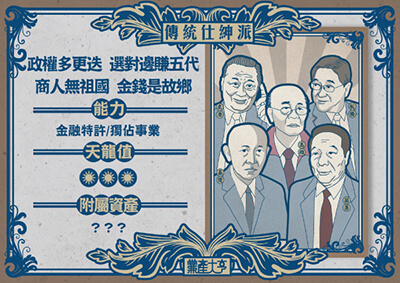 傳統仕紳派
政權多更迭 選對邊賺五代
商人無祖國 金錢是故鄉
能力
金融特許/獨佔事業
天龍值
附屬資產
???
黨產大亨